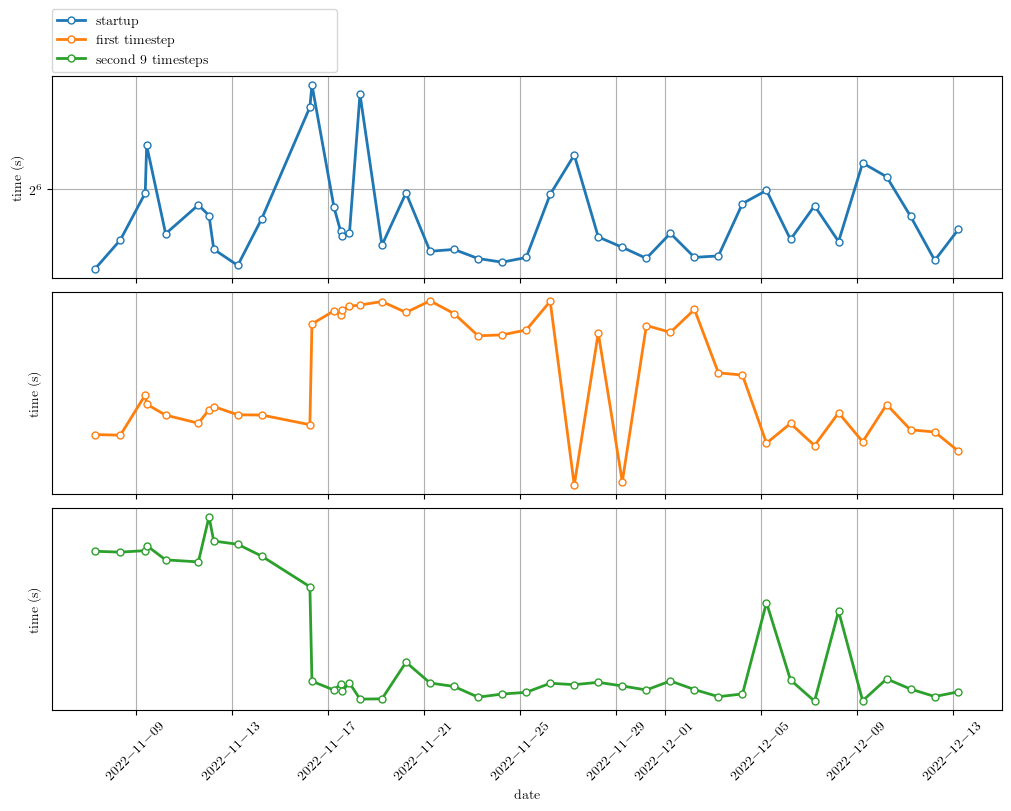 startup
first timestep
second 9 timesteps
time (s)
2⁶
time (s)
time (s)
2022−11−09
2022−11−13
2022−11−17
2022−11−21
2022−11−25
2022−11−29
2022−12−01
2022−12−05
2022−12−09
2022−12−13
date